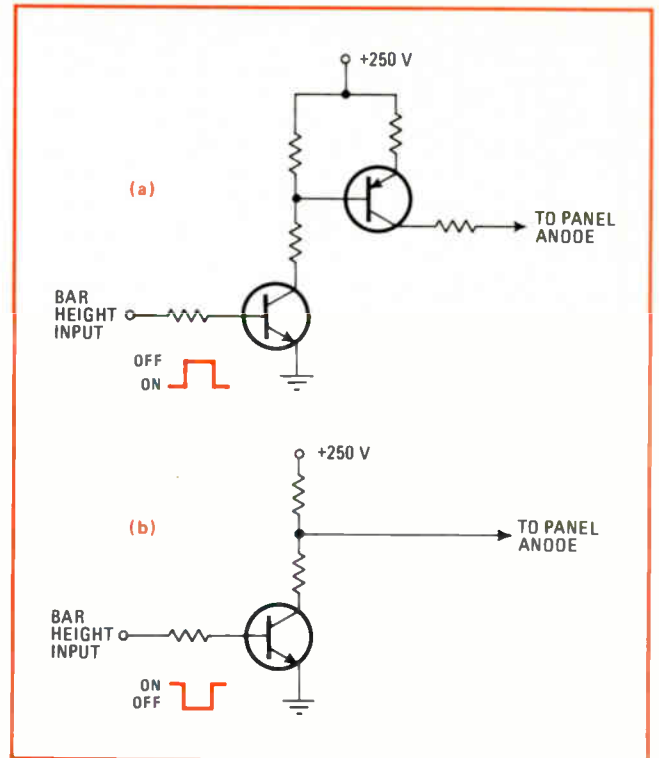 +250 V
(a)
TO PANEL
ANODE
BAR
HEIGHT
INPUT
OFF
ON
+250 V
(b)
TO PANEL
ANODE
BAR
HEIGHT
INPUT
ON
OFF